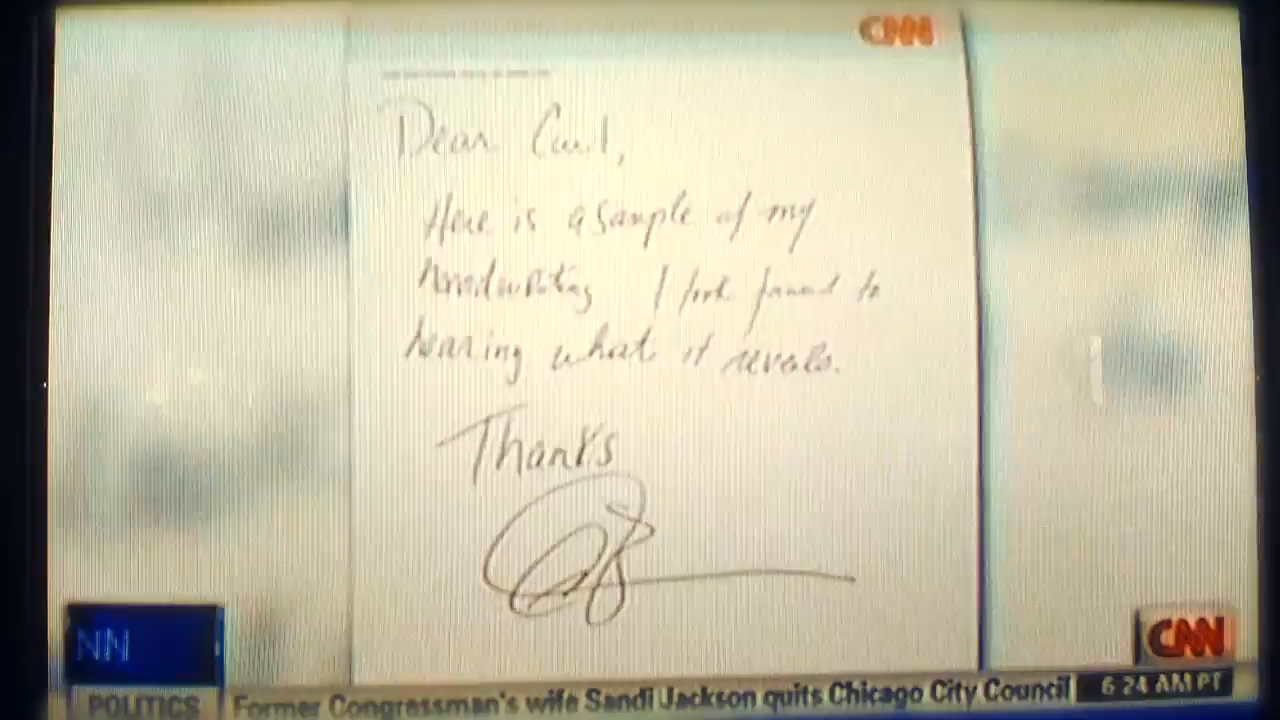 CNN
Dear Carl,
Here is a sample of my
handwriting I look forward to
hearing what it reveals.
Thanks
CNN
NN
POLITICS Former Congressman's wife Sandi Jackson quits Chicago City Council 6:24 AM PT